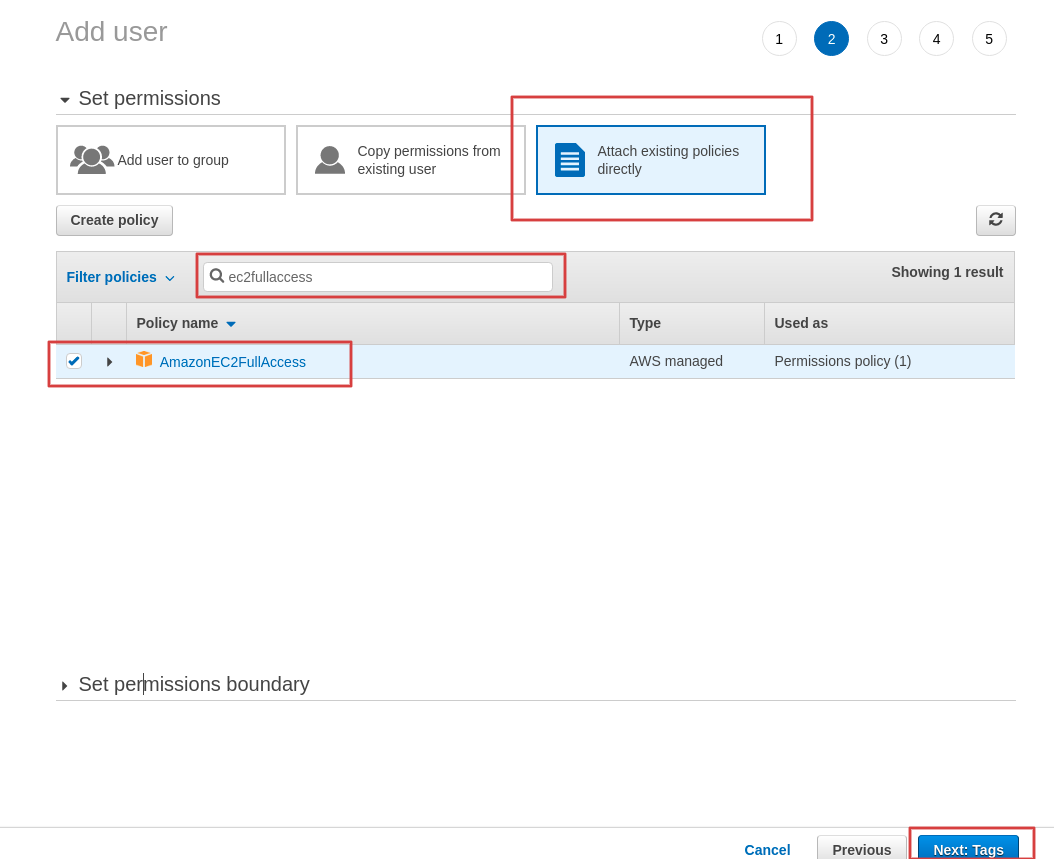 Add user
1 2 3 4 5
Set permissions
Add user to group
Copy permissions from
existing user
Attach existing policies
directly
Create policy
Filter policies
ec2fullaccess
Showing 1 result
Policy name Type Used as
AmazonEC2FullAccess AWS managed Permissions policy (1)
Set permissions boundary
Cancel Previous Next: Tags